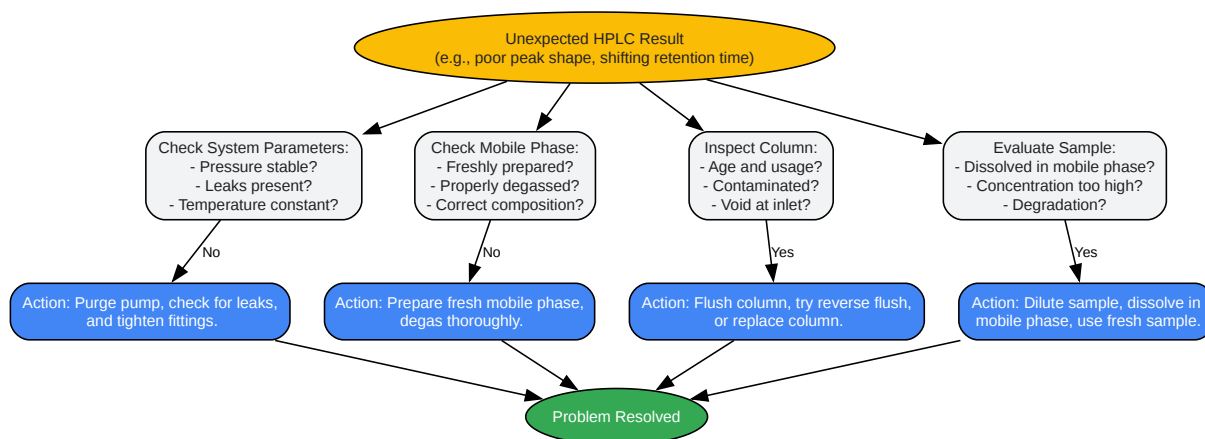 Unexpected HPLC Result
(e.g., poor peak shape, shifting retention time)
Check System Parameters:
- Pressure stable?
- Leaks present?
- Temperature constant?
Check Mobile Phase:
- Freshly prepared?
- Properly degassed?
- Correct composition?
Inspect Column:
- Age and usage?
- Contaminated?
- Void at inlet?
Evaluate Sample:
- Dissolved in mobile phase?
- Concentration too high?
- Degradation?
No
No
Yes
Yes
Action: Purge pump, check for leaks,
and tighten fittings.
Action: Prepare fresh mobile phase,
degas thoroughly.
Action: Flush column, try reverse flush,
or replace column.
Action: Dilute sample, dissolve in
mobile phase, use fresh sample.
Problem Resolved